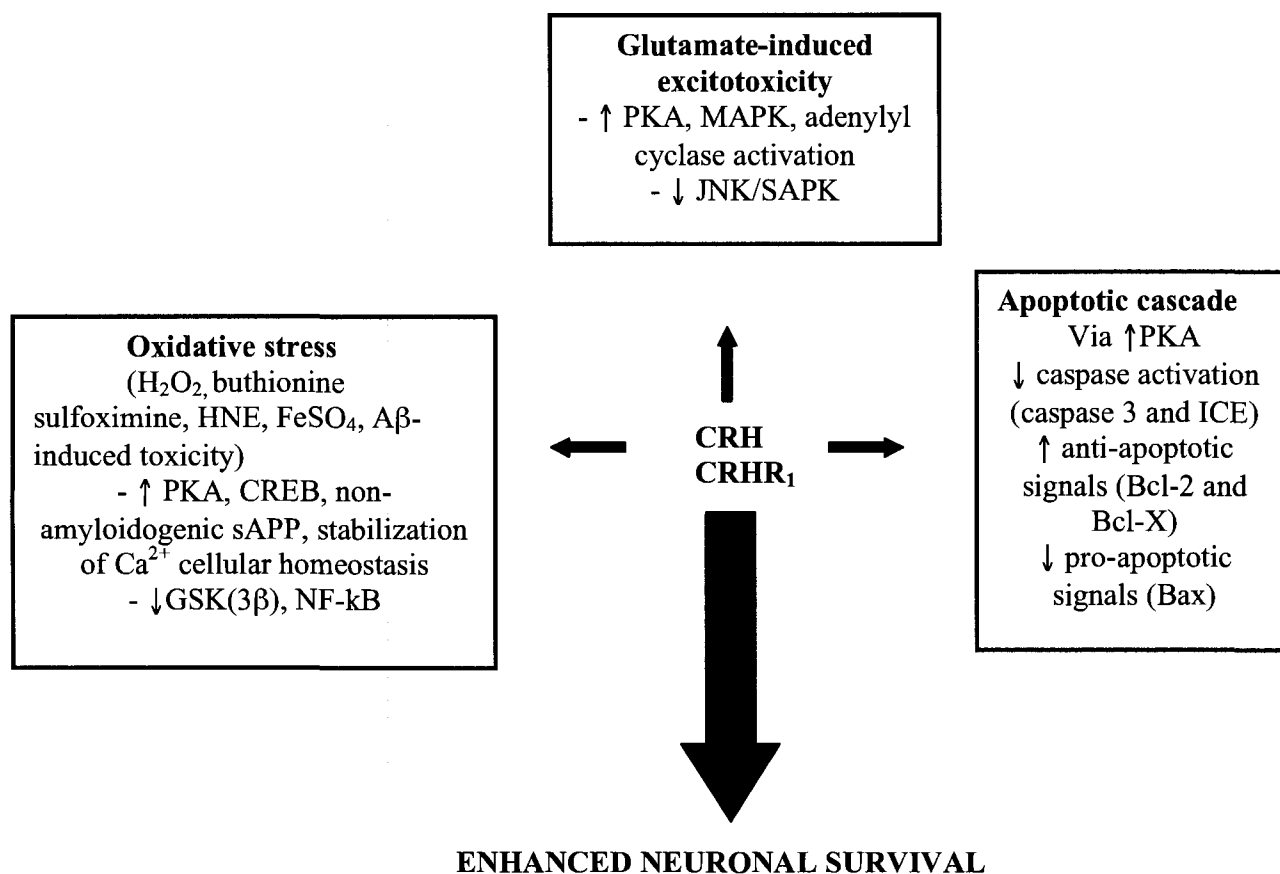 Glutamate-induced
excitotoxicity
- ↑ PKA, MAPK, adenylyl
cyclase activation
- ↓ JNK/SAPK
Oxidative stress
(H₂O₂, buthionine
sulfoximine, HNE, FeSO₄, Aβ-
induced toxicity)
- ↑ PKA, CREB, non-
amyloidogenic sAPP, stabilization
of Ca²⁺ cellular homeostasis
- ↓GSK(3β), NF-kB
CRH
CRHR₁
Apoptotic cascade
Via ↑PKA
↓ caspase activation
(caspase 3 and ICE)
↑ anti-apoptotic
signals (Bcl-2 and
Bcl-X)
↓ pro-apoptotic
signals (Bax)
ENHANCED NEURONAL SURVIVAL